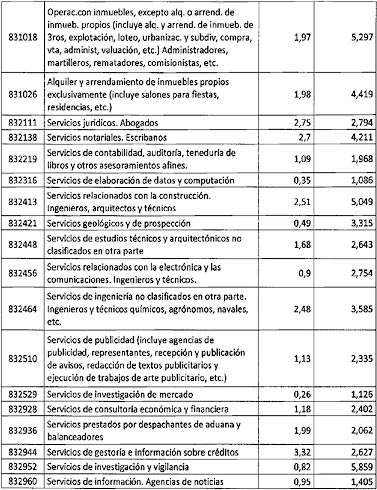 Operac.con inmuebles, excepto alq. o arrend. de
inmueb. propios (incluye alq. y arrend. de inmueb. de
831018 3ros, explotación, loteo, urbanizac. y subdiv, compra, 1,97 5,297
vta, administ, valuación, etc.) Administradores,
martilleros, rematadores, comisionistas, etc.
Alquiler y arrendamiento de inmuebles propios
831026 exclusivamente (incluye salones para fiestas, 1,98 4,419
residencias, etc.)
832111 Servicios jurídicos. Abogados 2,75 2,794
832138 Servicios notariales. Escribanos 2,7 4,211
832219 Servicios de contabilidad, auditoría, teneduría de 1,09 1,968
libros y otros asesoramientos afines.
832316 Servicios de elaboración de datos y computación 0,35 1,086
832413 Servicios relacionados con la construcción. 2,51 5,049
Ingenieros, arquitectos y técnicos
832421 Servicios geológicos y de prospección 0,49 3,315
832448 Servicios de estudios técnicos y arquitectónicos no 1,68 2,643
clasificados en otra parte
832456 Servicios relacionados con la electrónica y las 0,9 2,754
comunicaciones. Ingenieros y técnicos.
Servicios de ingeniería no clasificados en otra parte.
832464 Ingenieros y técnicos químicos, agrónomos, navales, 2,48 3,585
etc.
Servicios de publicidad (incluye agencias de
832510 publicidad, representantes, recepción y publicación 1,13 2,335
de avisos, redacción de textos publicitarios y
ejecución de trabajos de arte publicitario, etc.)
832529 Servicios de investigación de mercado 0,26 1,126
832928 Servicios de consultoría económica y financiera 1,18 2,402
832936 Servicios prestados por despachantes de aduana y 1,99 2,062
balanceadores
832944 Servicios de gestoría e información sobre créditos 3,32 2,627
832952 Servicios de investigación y vigilancia 0,82 5,859
832960 Servicios de información. Agencias de noticias 0,95 1,405